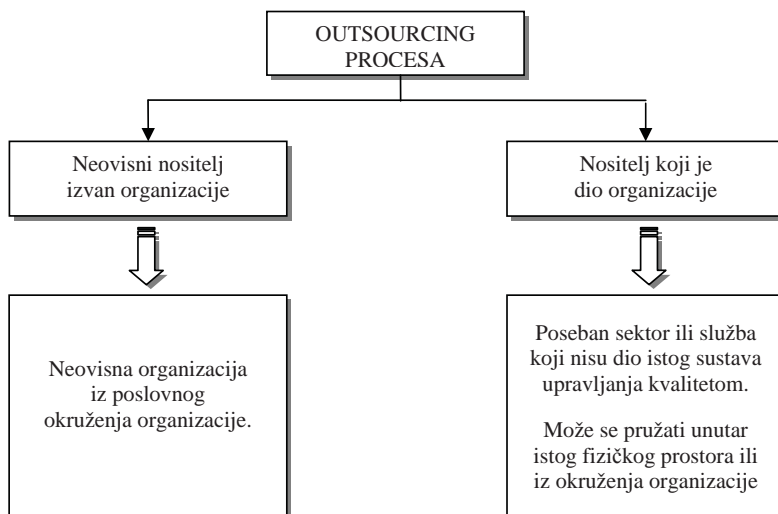 OUTSOURCING
PROCESA
Neovisni nositelj
izvan organizacije
Nositelj koji je
dio organizacije
Neovisna organizacija
iz poslovnog
okruženja organizacije.
Poseban sektor ili služba
koji nisu dio istog sustava
upravljanja kvalitetom.
Može se pružati unutar
istog fizičkog prostora ili
iz okruženja organizacije